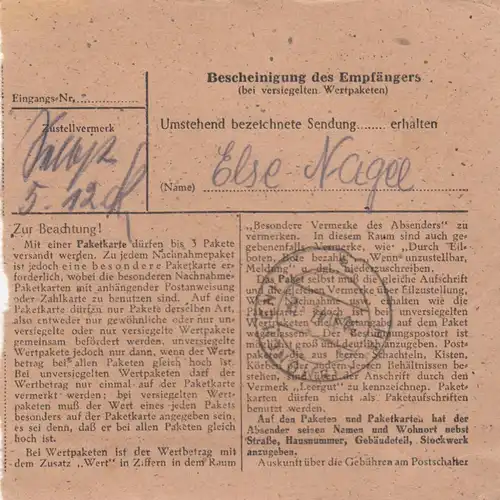 Bescheinigung des Empfängers
(bei versiegelten Wertpaketen)
Eingangs-Nr.
Zustellvermerk
Umstehend bezeichnete Sendung........ erhalten
Selbst
5.12.
(Name) Else Nagel
Zur Beachtung!
Mit einer Paketkarte dürfen bis 3 Pakete
versandt werden. Zu jedem Nachnahmepaket
ist jedoch eine besondere Paketkarte er-
forderlich, wobei die besonderen Nachnahme-
Paketkarten mit anhängender Postanweisung
oder Zahlkarte zu benutzen sind. Auf eine
Paketkarte dürfen nur Pakete derselben Art,
also entweder nur gewöhnliche oder nur un-
versiegelte oder nur versiegelte Wertpakete
gemeinsam befördert werden, unversiegelte
Wertpakete jedoch nur dann, wenn der Werte-
betrag bei allen Paketen gleich hoch ist.
Bei unversiegelten Wertpaketen darf der
Wertbetrag nur einmal auf der Paketkarte
vermerkt werden; bei versiegelten Wert-
paketen muß der Wert eines jeden Pakets
besonders auf der Paketkarte angegeben sein,
es sei denn, daß er bei allen Paketen gleich
hoch ist.
Bei Wertpaketen ist der Wertbetrag mit
dem Zusatz „Wert“ in Ziffern in dem Raum
„Besondere Vermerke des Absenders“ zu
vermerken. In diesem Raum sind auch ge-
gebenenfalls Vermerke, wie „Durch Eil-
boten, Bote bezahlt, Wenn unzustellbar,
Meldung“ u. dgl. niederzuschreiben.
Das Paket selbst muß die gleiche Aufschrift
und die gleichen Vermerke über Eilzustellung,
Wert, Nachnahme usw. erhalten wie die
Paketkarte. Nur bei unversiegelten
Wertpaketen ist die Wertangabe auf dem Paket
wegzulassen. Der Bestimmungspostort ist
möglichst groß und deutlich anzugeben. Post-
pakete, die aus leeren Schachteln, Kisten,
Körben oder anderen festen Behältnissen be-
stehen, sind in der Anschrift durch den
Vermerk „Leergut“ zu kennzeichnen. Paket-
karten dürfen nicht als Paketaufschriften
benutzt werden.
Auf den Paketen und Paketkarten hat der
Absender seinen Namen und Wohnort nebst
Straße, Hausnummer, Gebäudeteil, Stockwerk
anzugeben.
Auskunft über die Gebühren am Postschalter